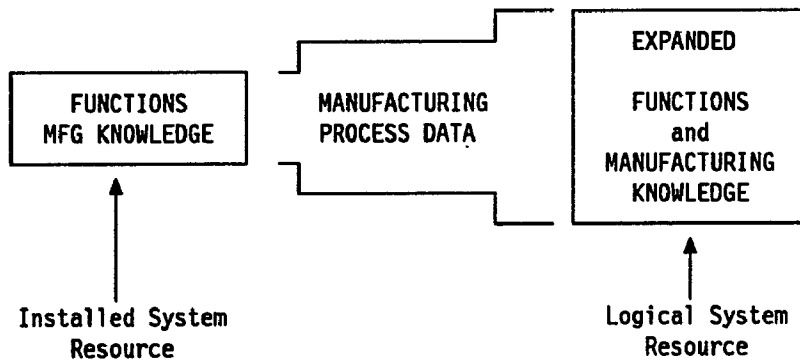 FUNCTIONS
MFG KNOWLEDGE
MANUFACTURING
PROCESS DATA
EXPANDED
FUNCTIONS
and
MANUFACTURING
KNOWLEDGE
Installed System
Resource
Logical System
Resource